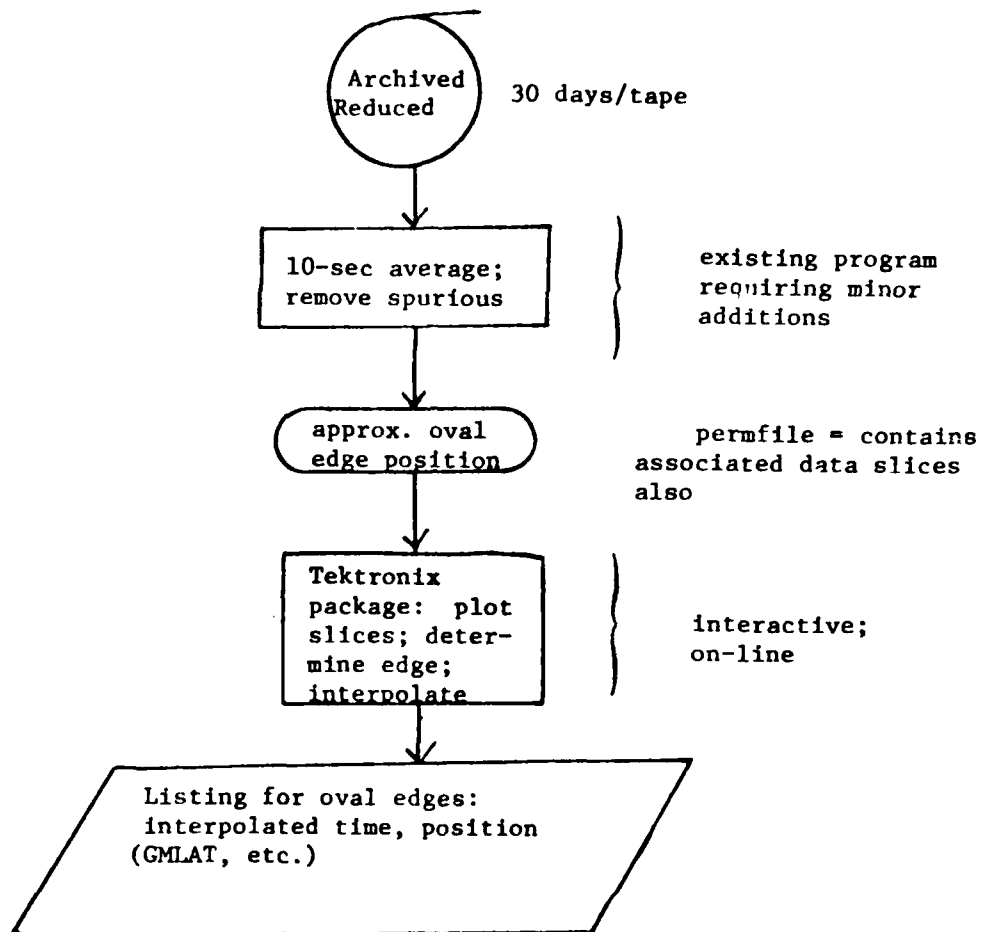 Archived
Reduced
30 days/tape
10-sec average;
remove spurious
existing program
requiring minor
additions
approx. oval
edge position
permfile = contains
associated data slices
also
Tektronix
package: plot
slices; deter-
mine edge;
interpolate
interactive;
on-line
Listing for oval edges:
interpolated time, position
(GMLAT, etc.)